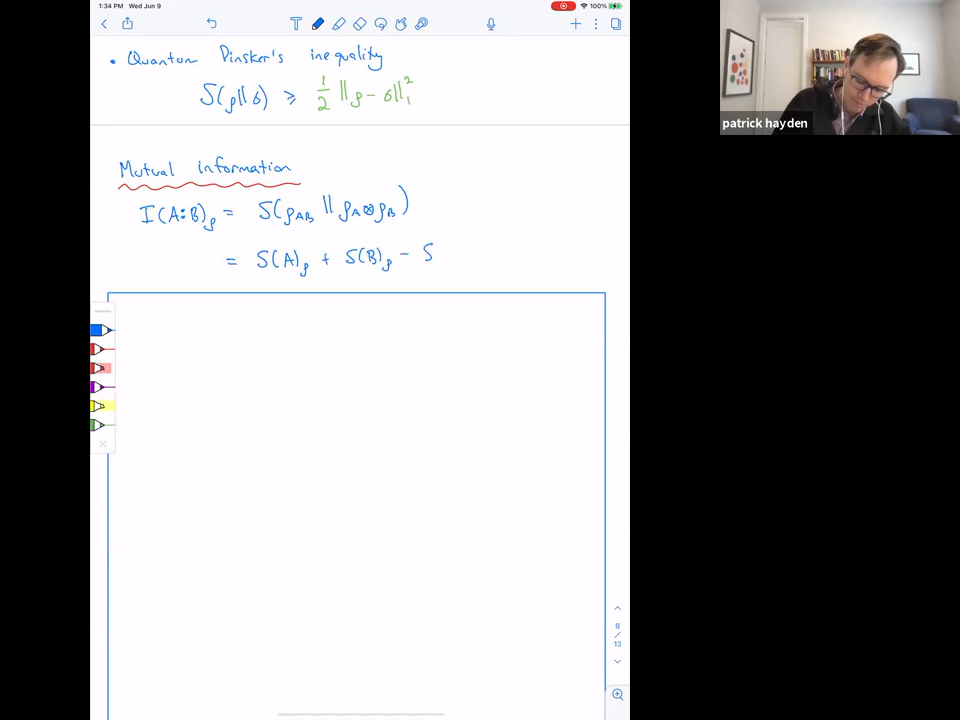 1:34 PM Wed Jun 9
100%
• Quantum Pinsker's inequality
S(ρ||σ) ≥ 1/2 ||ρ - σ||₁²
patrick hayden
Mutual information
I(A:B)ρ = S(ρAB || ρA⊗ρB)
= S(A)ρ + S(B)ρ - S
8
/
13